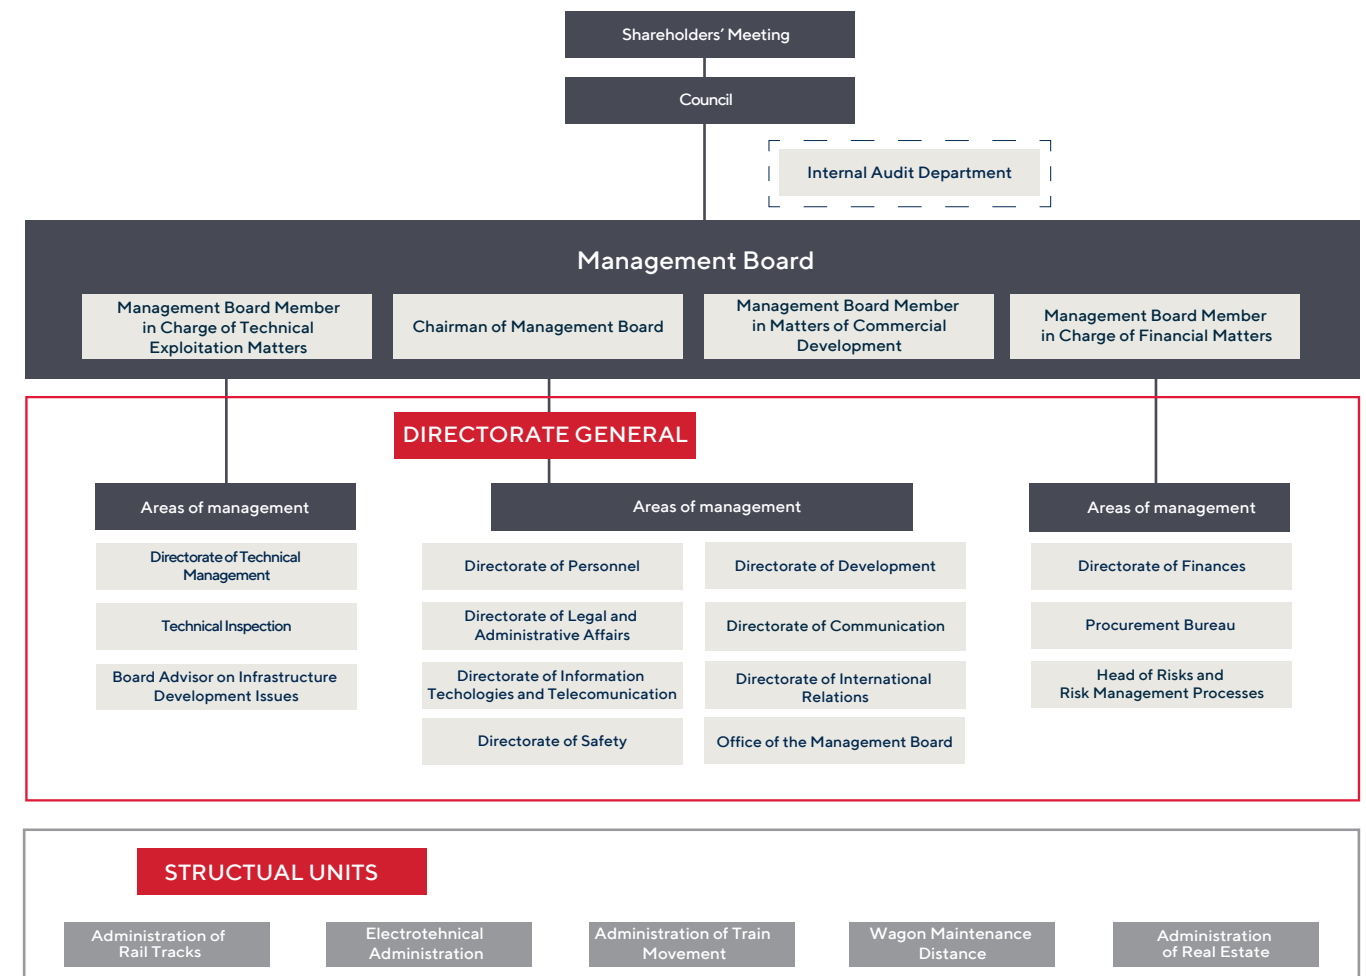 Shareholders' Meeting
Council
Internal Audit Department
Management Board
Management Board Member
in Charge of Technical
Exploitation Matters
Chairman of Management Board
Management Board Member
in Matters of Commercial
Development
Management Board Member
in Charge of Financial Matters
DIRECTORATE GENERAL
Areas of management
Directorate of Technical
Management
Technical Inspection
Board Advisor on Infrastructure
Development Issues
Areas of management
Directorate of Personnel
Directorate of Legal and
Administrative Affairs
Directorate of Information
Techologies and Telecomunication
Directorate of Safety
Directorate of Development
Directorate of Communication
Directorate of International
Relations
Office of the Management Board
Areas of management
Directorate of Finances
Procurement Bureau
Head of Risks and
Risk Management Processes
STRUCTUAL UNITS
Administration of
Rail Tracks
Electrotehnical
Administration
Administration of Train
Movement
Wagon Maintenance
Distance
Administration
of Real Estate